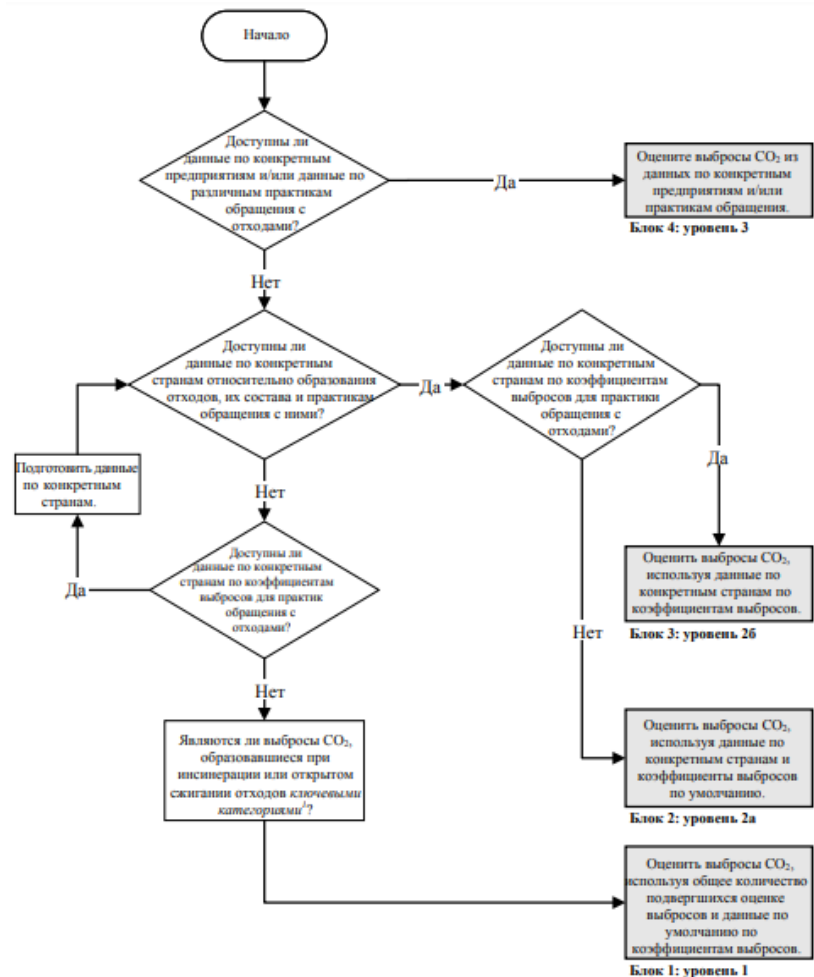 Начало
Доступны ли
данные по конкретным
предприятиям и/или данные по
различным практикам
обращения с
отходами?
Да
Оцените выбросы CO₂ из
данных по конкретным
предприятиям и/или
практикам обращения.
Блок 4: уровень 3
Нет
Доступны ли
данные по конкретным
странам относительно образования
отходов, их состава и практикам
обращения с ними?
Да
Доступны ли
данные по конкретным
странам по коэффициентам
выбросов для практики
обращения с
отходами?
Да
Подготовить данные
по конкретным
странам.
Нет
Доступны ли
данные по конкретным
странам по коэффициентам
выбросов для практик
обращения с
отходами?
Да
Оценить выбросы CO₂,
используя данные по
конкретным странам по
коэффициентам выбросов.
Блок 3: уровень 2б
Нет
Нет
Являются ли выбросы CO₂,
образовавшиеся при
инсинерации или открытом
сжигании отходов ключевыми
категориями¹?
Оценить выбросы CO₂,
используя данные по
конкретным странам и
коэффициенты выбросов
по умолчанию.
Блок 2: уровень 2а
Оценить выбросы CO₂,
используя общее количество
подвергшихся оценке
выбросов и данные по
умолчанию по
коэффициентам выбросов.
Блок 1: уровень 1